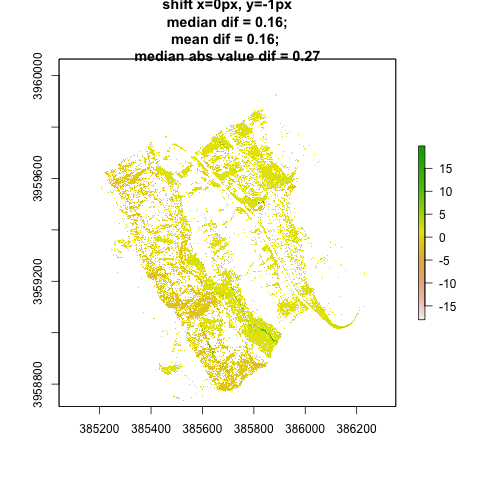 shift x=0px, y=-1px
median dif = 0.16;
mean dif = 0.16;
median abs value dif = 0.27
3960000
3959600
3959200
3958800
385200 385400 385600 385800 386000 386200
15
10
5
0
-5
-10
-15